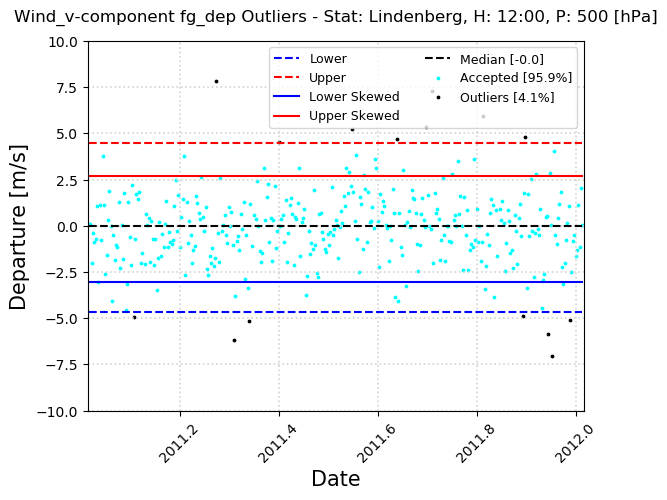 Wind_v-component fg_dep Outliers - Stat: Lindenberg, H: 12:00, P: 500 [hPa]
Departure [m/s]
10.0
7.5
5.0
2.5
0.0
−2.5
−5.0
−7.5
−10.0
Lower
Upper
Lower Skewed
Upper Skewed
Median [-0.0]
Accepted [95.9%]
Outliers [4.1%]
2011.2
2011.4
2011.6
2011.8
2012.0
Date